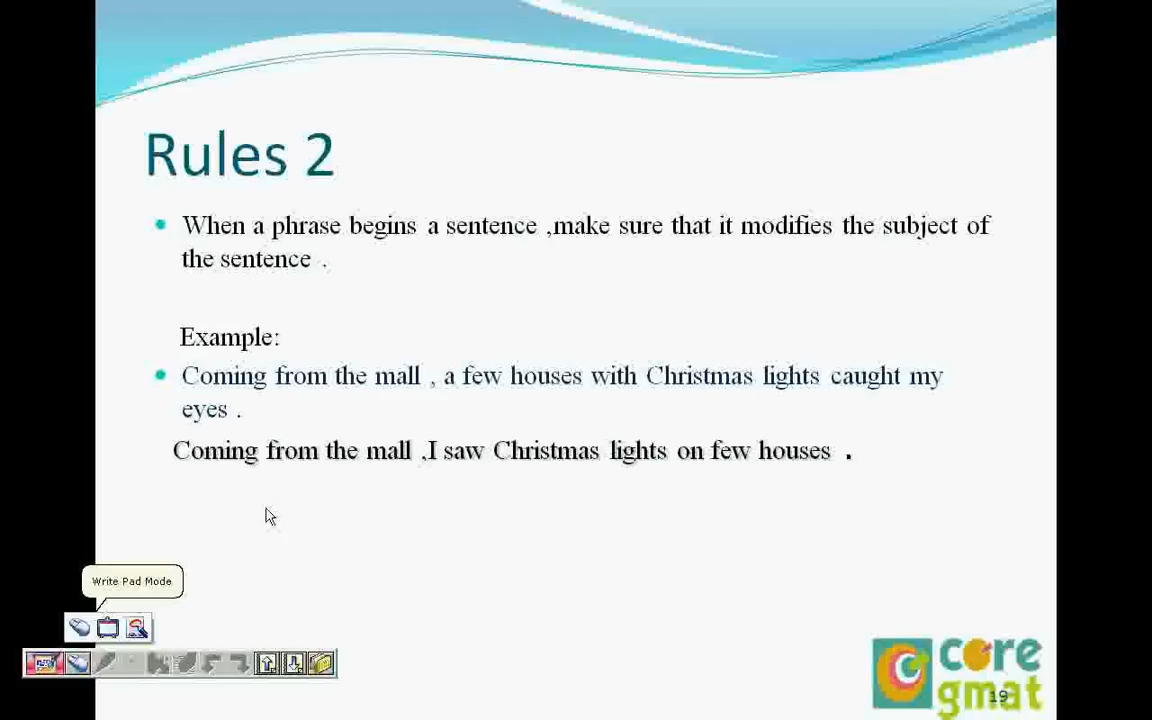 Rules 2
When a phrase begins a sentence ,make sure that it modifies the subject of
the sentence .
Example:
Coming from the mall , a few houses with Christmas lights caught my
eyes .
Coming from the mall ,I saw Christmas lights on few houses .
Write Pad Mode
core
gmat
19